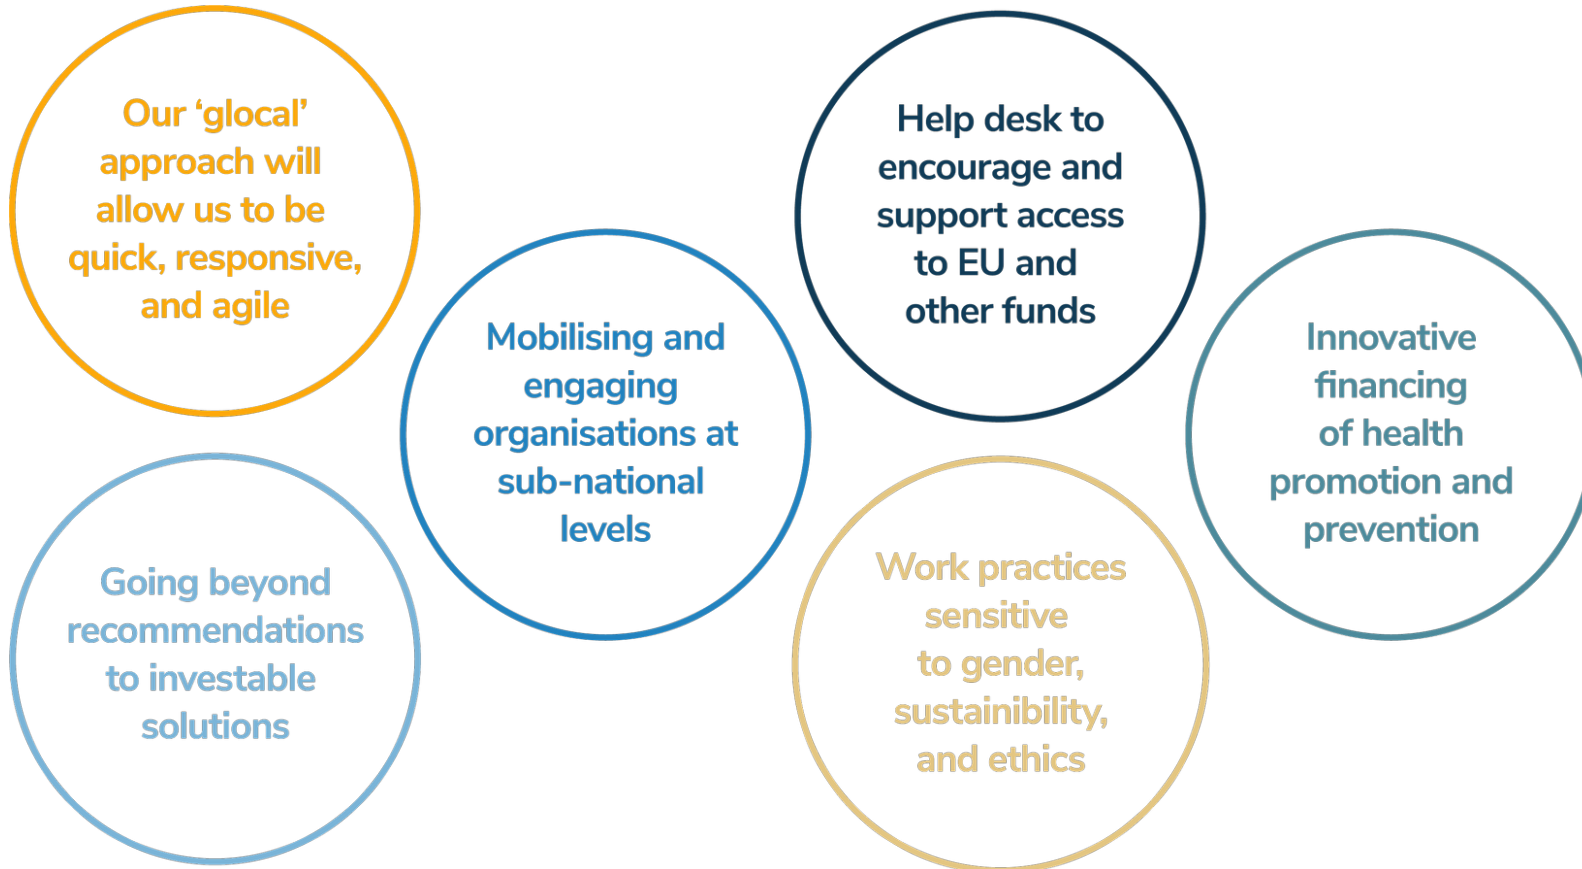 Our ‘glocal’
approach will
allow us to be
quick, responsive,
and agile
Going beyond
recommendations
to investable
solutions
Mobilising and
engaging
organisations at
sub-national
levels
Help desk to
encourage and
support access
to EU and
other funds
Work practices
sensitive
to gender,
sustainibility,
and ethics
Innovative
financing
of health
promotion and
prevention